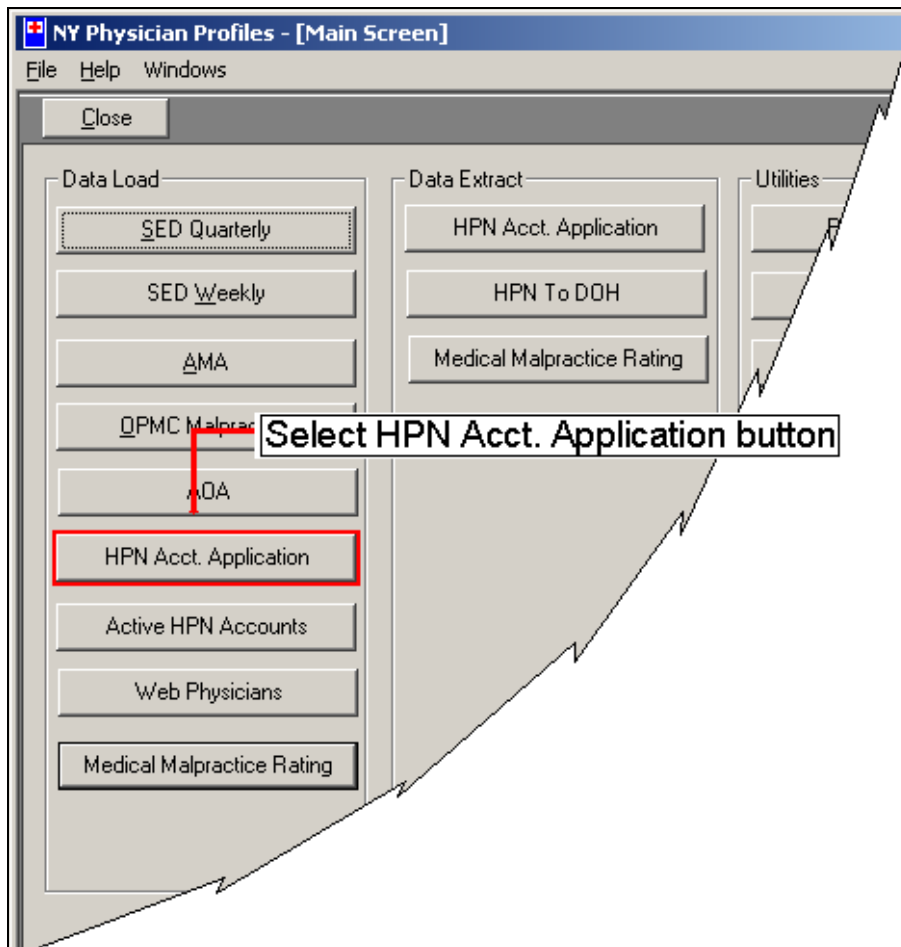 NY Physician Profiles - [Main Screen]
File Help Windows
Close
Data Load
SED Quarterly
SED Weekly
AMA
OPMC
AOA
HPN Acct. Application
Active HPN Accounts
Web Physicians
Medical Malpractice Rating
Data Extract
HPN Acct. Application
HPN To DOH
Medical Malpractice Rating
Utilities
Select HPN Acct. Application button